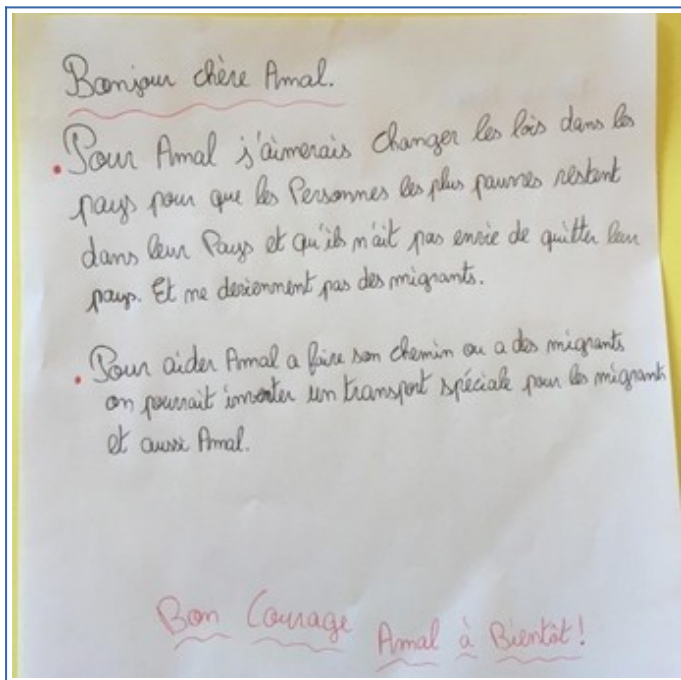 Bonjour chère Amal.
Pour Amal j'aimerais changer les lois dans les
pays pour que les Personnes les plus pauvres restent
dans leur Pays et qu'ils n'ait pas envie de quitter leur
pays. Et ne deviennent pas des migrants.
Pour aider Amal a faire son chemin ou a des migrants
on pourrait inventer un transport spéciale pour les migrants
et aussi Amal.
Bon Courage Amal à Bientôt!